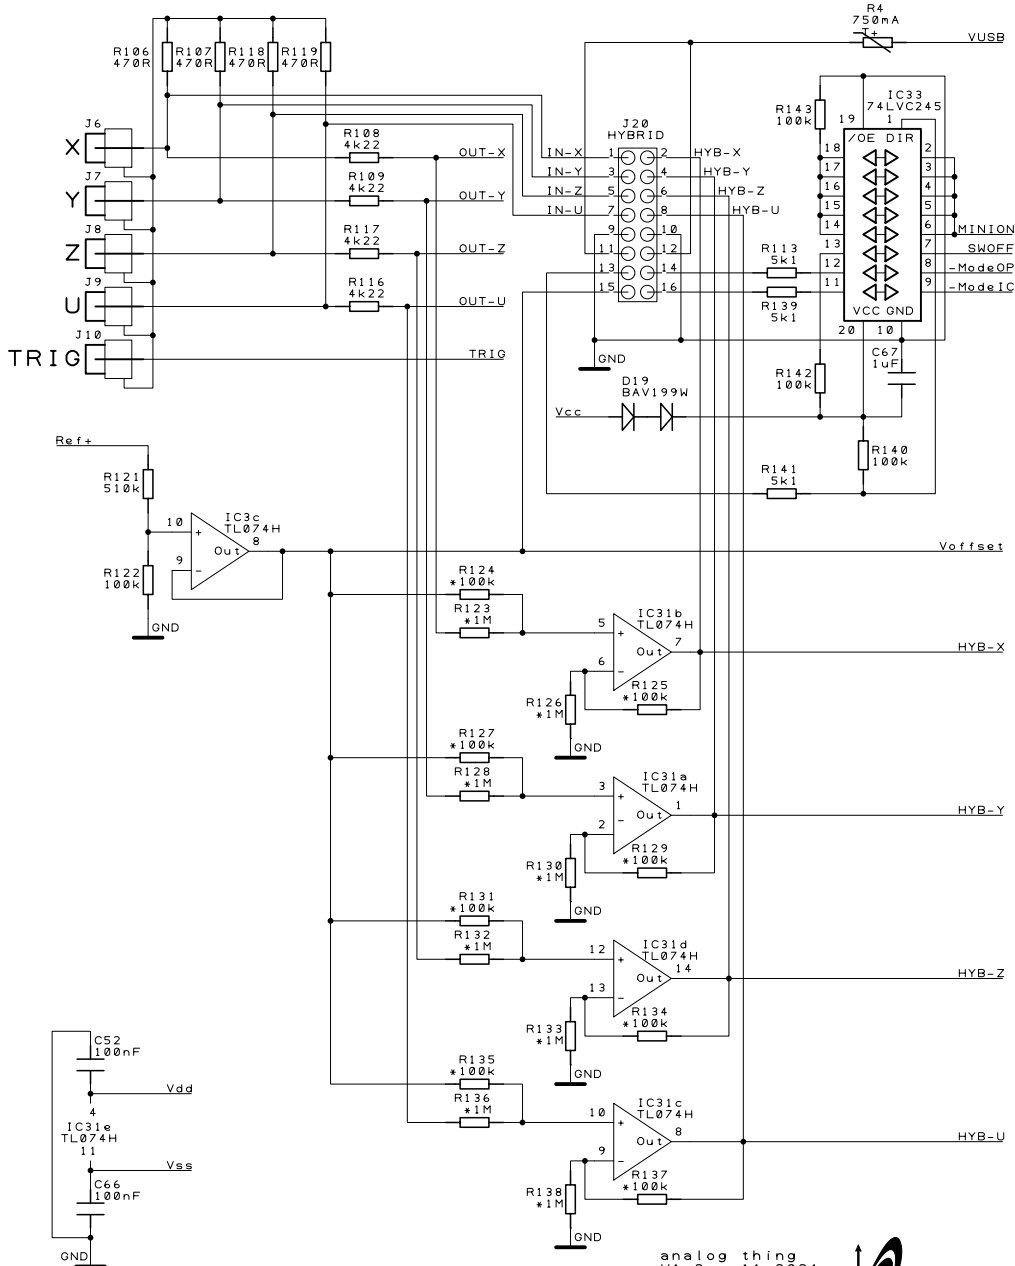 R4
750mA
T+
VUSB
R106
470R
R107
470R
R118
470R
R119
470R
IC33
74LVC245
R143
100k
19 1
/OE DIR
J6
X
J7
Y
J8
Z
J9
U
J10
TRIG
R108
4k22
OUT-X
R109
4k22
OUT-Y
R117
4k22
OUT-Z
R116
4k22
OUT-U
TRIG
J20
HYBRID
IN-X 1 2 HYB-X
IN-Y 3 4 HYB-Y
IN-Z 5 6 HYB-Z
IN-U 7 8 HYB-U
9 10
11 12
13 14
15 16
R113
5k1
R139
5k1
18 2
17 3
16 4
15 5
14 6 MINION
13 7 SWOFF
12 8 -ModeOP
11 9 -ModeIC
VCC GND
20 10
GND
C67
1uF
R142
100k
D19
BAV199W
Vcc
R140
100k
R141
5k1
Ref+
R121
510k
IC3c
TL074H
10 + 8
Out
9 -
R122
100k
GND
Voffset
R124
*100k
R123
*1M
IC31b
TL074H
5 + 7
Out
6 -
HYB-X
R125
*100k
R126
*1M
GND
R127
*100k
R128
*1M
IC31a
TL074H
3 + 1
Out
2 -
HYB-Y
R129
*100k
R130
*1M
GND
R131
*100k
R132
*1M
IC31d
TL074H
12 + 14
Out
13 -
HYB-Z
R134
*100k
R133
*1M
GND
R135
*100k
R136
*1M
IC31c
TL074H
10 + 8
Out
9 -
HYB-U
R137
*100k
R138
*1M
GND
C52
100nF
Vdd
4
IC31e
TL074H
11
Vss
C66
100nF
GND
analog thing